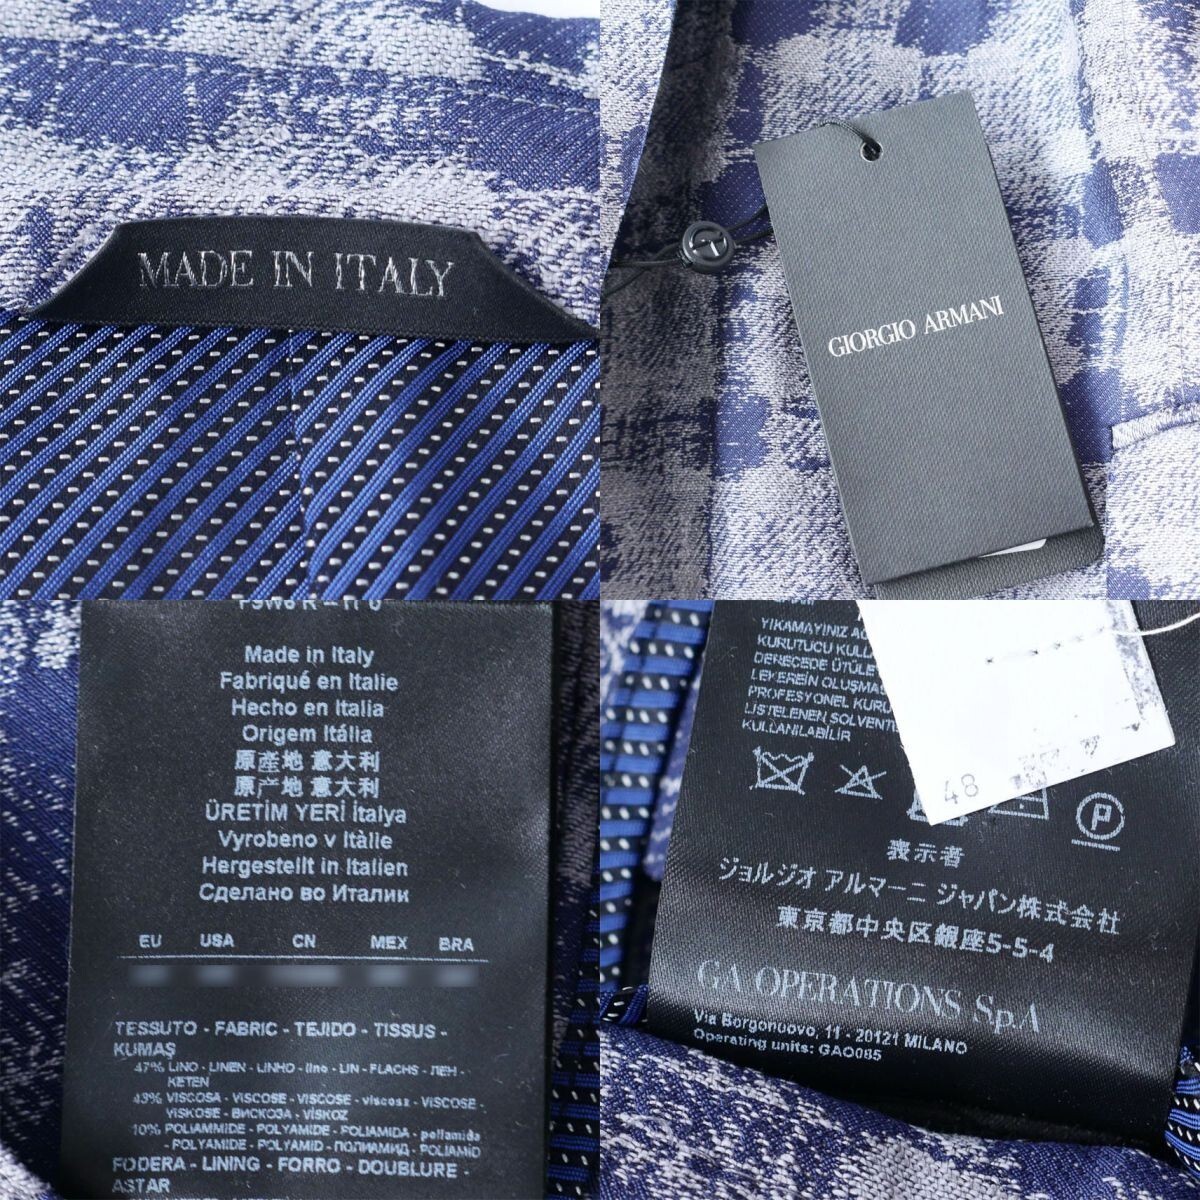 MADE IN ITALY
GIORGIO ARMANI
Made in Italy
Fabriqué en Italie
Hecho en Italia
Origem Itália
原產地 意大利
原产地 意大利
ÜRETİM YERİ İtalya
Vyrobeno v Itálie
Hergestellt in Italien
Сделано во Италии
EU USA CN MEX BRA
TESSUTO - FABRIC - TEJIDO - TISSUS -
KUMAŞ
47% LINO - LINEN - LINHO - lino - LIN - FLACHS - ЛЕН -
KETEN
43% VISCOSA - VISCOSE - VISCOSE - viscosa - VISCOSE -
VISKOSE - ВИСКОЗА - VİSKOZ
10% POLIAMMIDE - POLYAMIDE - POLIAMIDA - poliamida
- POLYAMIDE - POLYAMID - ПОЛИАМИД - POLIAMID
FODERA - LINING - FORRO - DOUBLURE -
ASTAR
YIKAMAYINIZ
KURUTUCU
DERECEDE ÜTÜLE
LEKEREIN OLUŞMAS
PROFESYONEL KURU
LİSTELENEN SOLVENT
KULLANILABİLİR
48
P
表示者
ジョルジオ アルマーニ ジャパン株式会社
東京都中央区銀座5-5-4
GA OPERATIONS SpA
Via Borgonuovo, 11 - 20121 MILANO
Operating units: GAO085